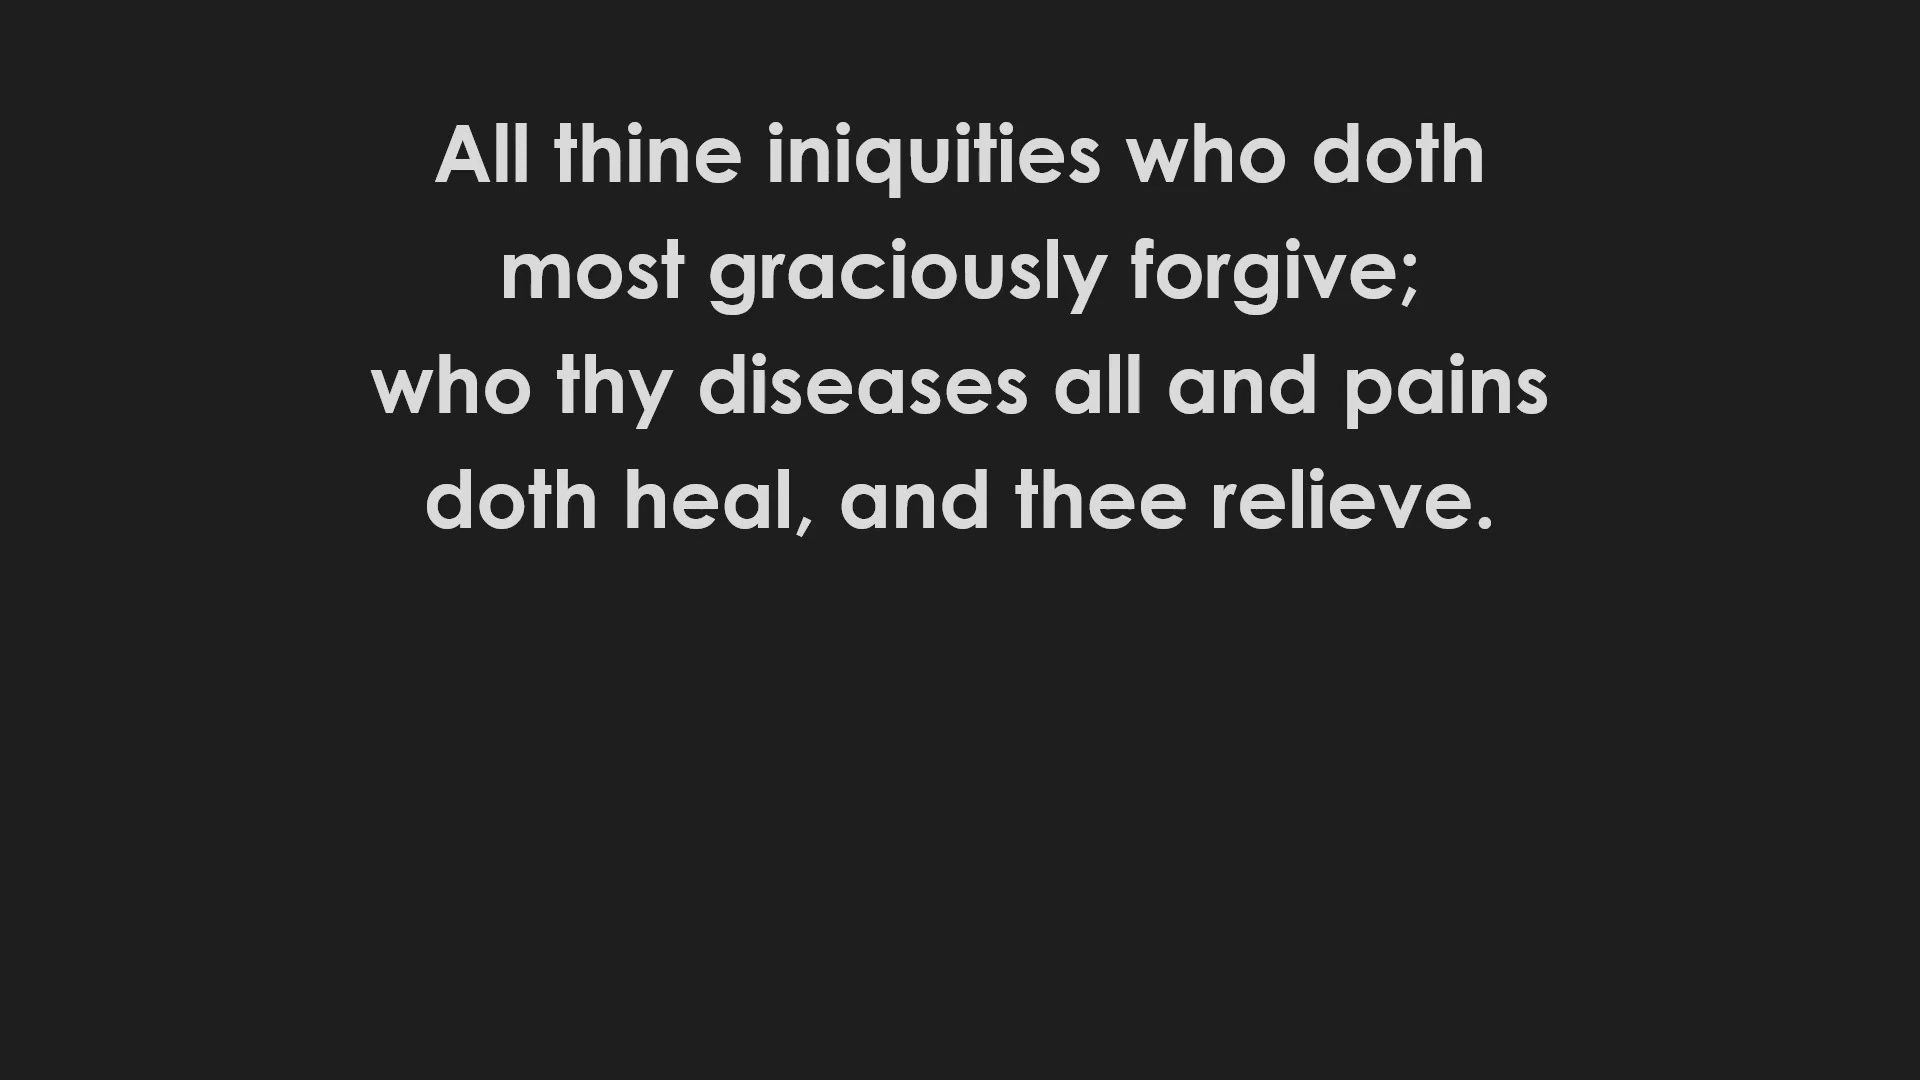 All thine iniquities who doth
most graciously forgive;
who thy diseases all and pains
doth heal, and thee relieve.